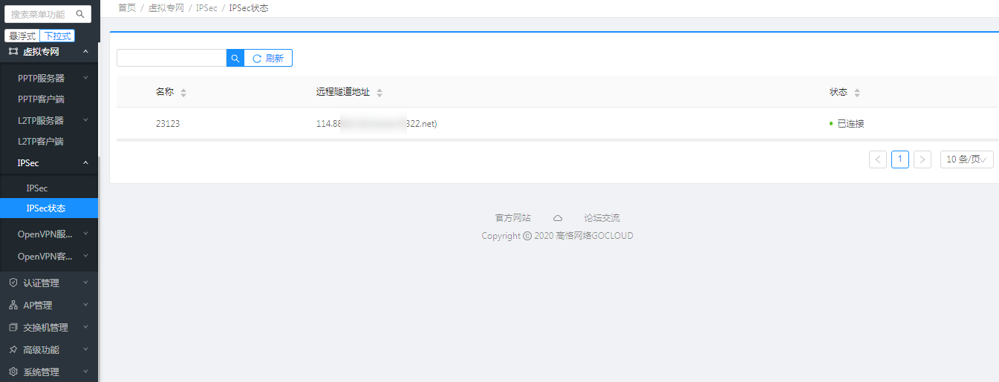 搜索菜单功能
悬浮式 下拉式
虚拟专网
PPTP服务器
PPTP客户端
L2TP服务器
L2TP客户端
IPSec
IPSec
IPSec状态
OpenVPN服...
OpenVPN客...
认证管理
AP管理
交换机管理
高级功能
系统管理
首页 / 虚拟专网 / IPSec / IPSec状态
刷新
名称 远程隧道地址 状态
23123 114.88 322.net) 已连接
1 10 条/页
官方网站 论坛交流
Copyright © 2020 高恪网络GOCLOUD